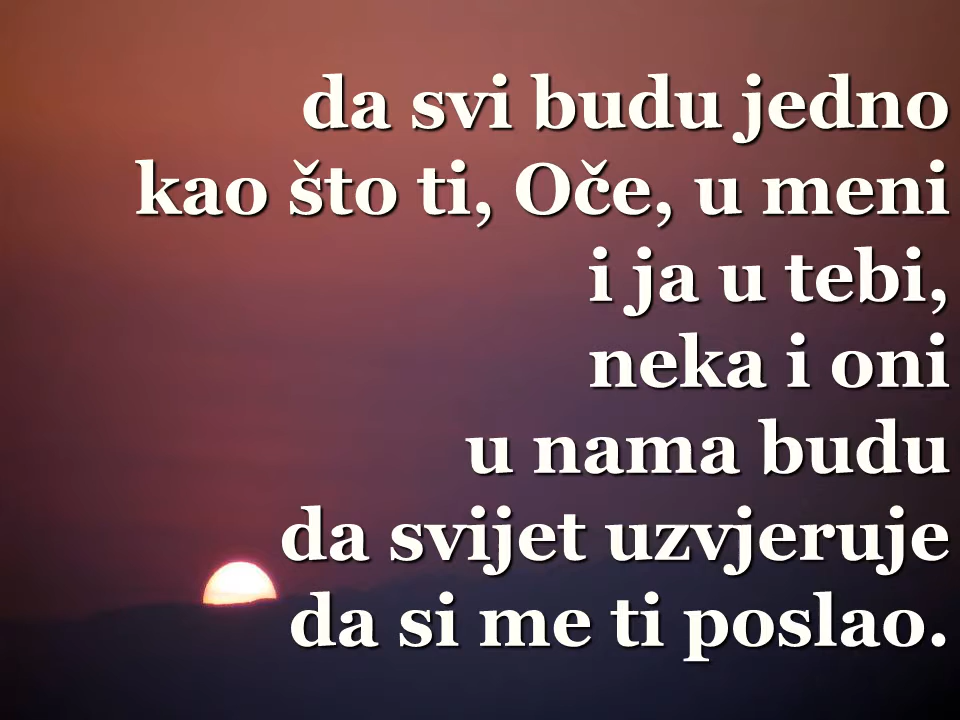 da svi budu jedno
kao što ti, Oče, u meni
i ja u tebi,
neka i oni
u nama budu
da svijet uzvjeruje
da si me ti poslao.